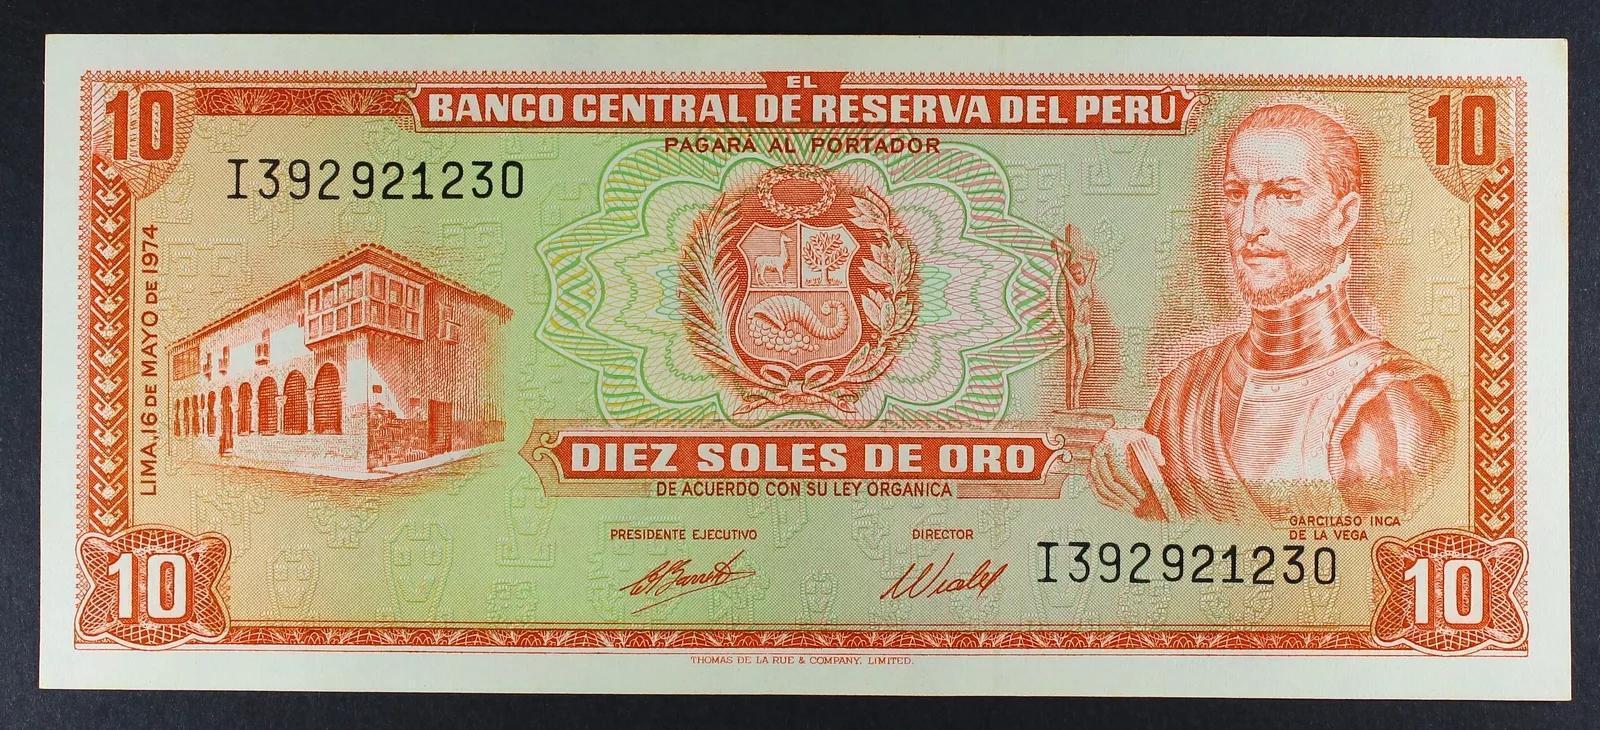 10
EL
BANCO CENTRAL DE RESERVA DEL PERÚ
10
PAGARA AL PORTADOR
I392921230
LIMA, 16 DE MAYO DE 1974
DIEZ SOLES DE ORO
DE ACUERDO CON SU LEY ORGANICA
GARCILASO INCA
DE LA VEGA
PRESIDENTE EJECUTIVO
DIRECTOR
I392921230
10
10
THOMAS DE LA RUE & COMPANY, LIMITED.